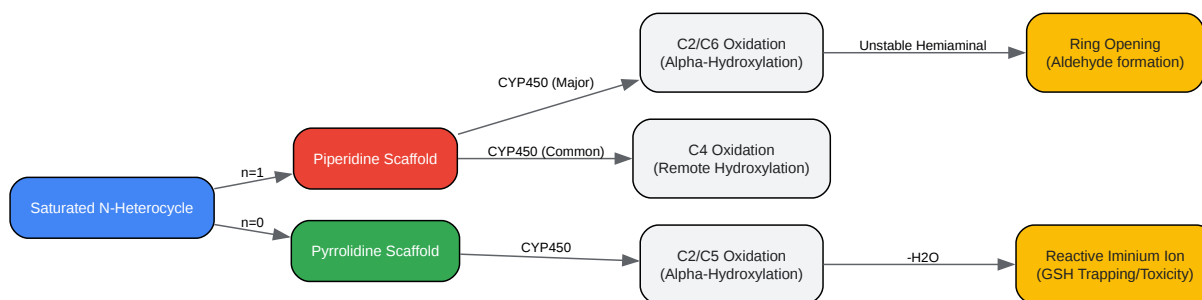 C2/C6 Oxidation
(Alpha-Hydroxylation)
Unstable Hemiaminal
Ring Opening
(Aldehyde formation)
CYP450 (Major)
CYP450 (Common)
Piperidine Scaffold
C4 Oxidation
(Remote Hydroxylation)
n=1
Saturated N-Heterocycle
n=0
Pyrrolidine Scaffold
CYP450
C2/C5 Oxidation
(Alpha-Hydroxylation)
-H2O
Reactive Iminium Ion
(GSH Trapping/Toxicity)